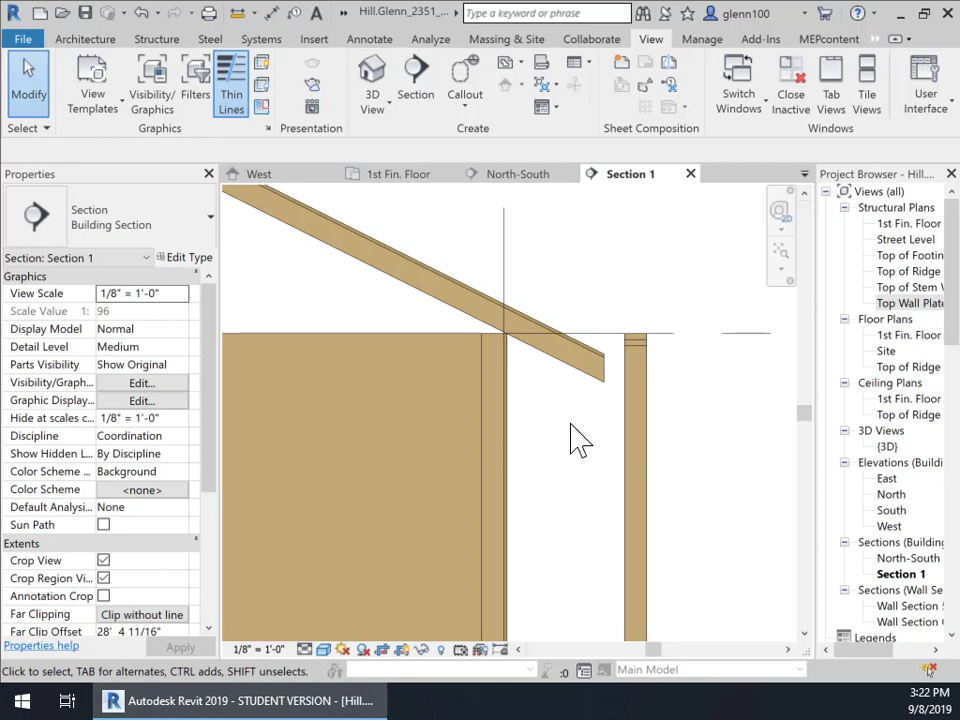 Hill.Glenn_2351_...
Type a keyword or phrase
glenn100
File
Architecture
Structure
Steel
Systems
Insert
Annotate
Analyze
Massing & Site
Collaborate
View
Manage
Add-Ins
MEPcontent
Modify
View Templates
Visibility/ Graphics
Filters
Thin Lines
3D View
Section
Callout
Switch Windows
Close Inactive
Tab Views
Tile Views
User Interface
Select
Graphics
Presentation
Create
Sheet Composition
Windows
Properties
West
1st Fin. Floor
North-South
Section 1
Project Browser - Hill...
Section
Building Section
Section: Section 1
Edit Type
Graphics
View Scale 1/8" = 1'-0"
Scale Value 1: 96
Display Model Normal
Detail Level Medium
Parts Visibility Show Original
Visibility/Graph... Edit...
Graphic Display... Edit...
Hide at scales c... 1/8" = 1'-0"
Discipline Coordination
Show Hidden L... By Discipline
Color Scheme ... Background
Color Scheme <none>
Default Analysi... None
Sun Path
Extents
Crop View
Crop Region Vi...
Annotation Crop
Far Clipping Clip without line
Far Clip Offset 28' 4 11/16"
Properties help
Apply
2D
Views (all)
Structural Plans
1st Fin. Floor
Street Level
Top of Footin
Top of Ridge
Top of Stem W
Top Wall Plate
Floor Plans
1st Fin. Floor
Site
Top of Ridge
Ceiling Plans
1st Fin. Floor
Top of Ridge
3D Views
{3D}
Elevations (Buildi
East
North
South
West
Sections (Building
North-South
Section 1
Sections (Wall Se
Wall Section
Wall Section
Legends
1/8" = 1'-0"
Click to select, TAB for alternates, CTRL adds, SHIFT unselects.
:0
Main Model
Autodesk Revit 2019 - STUDENT VERSION - [Hill....
3:22 PM
9/8/2019